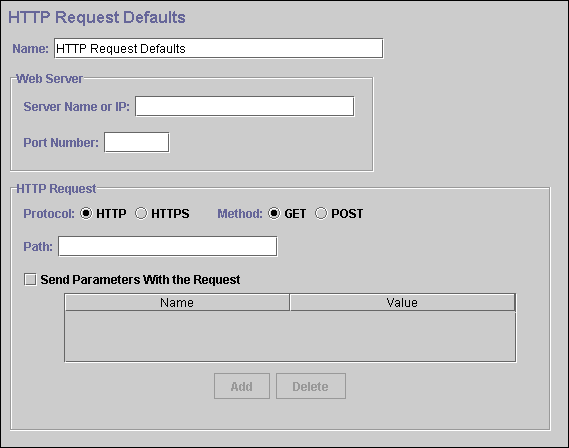 HTTP Request Defaults
Name: HTTP Request Defaults
Web Server
Server Name or IP:
Port Number:
HTTP Request
Protocol: HTTP HTTPS Method: GET POST
Path:
Send Parameters With the Request
Name Value
Add Delete